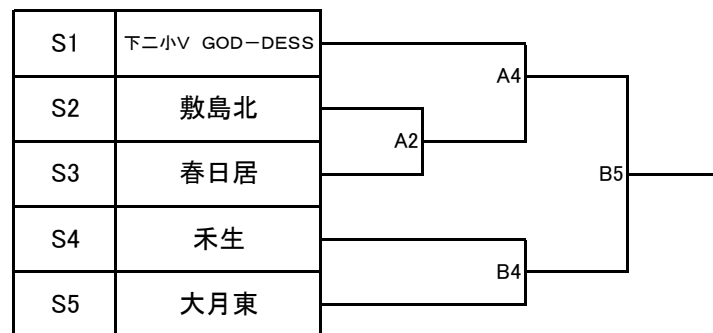 S1 下二小V GOD－DESS
S2 敷島北
S3 春日居
S4 禾生
S5 大月東
A4
A2
B5
B4